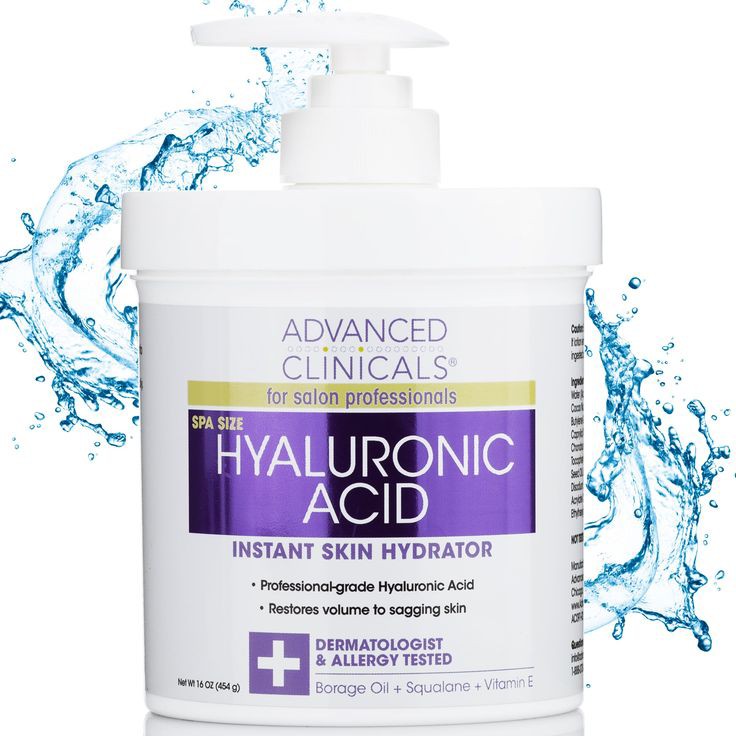 ADVANCED
CLINICALS®
for salon professionals
SPA SIZE
HYALURONIC
ACID
INSTANT SKIN HYDRATOR
• Professional-grade Hyaluronic Acid
• Restores volume to sagging skin
DERMATOLOGIST
& ALLERGY TESTED
Net Wt 16 OZ (454 g)
Borage Oil + Squalane + Vitamin E